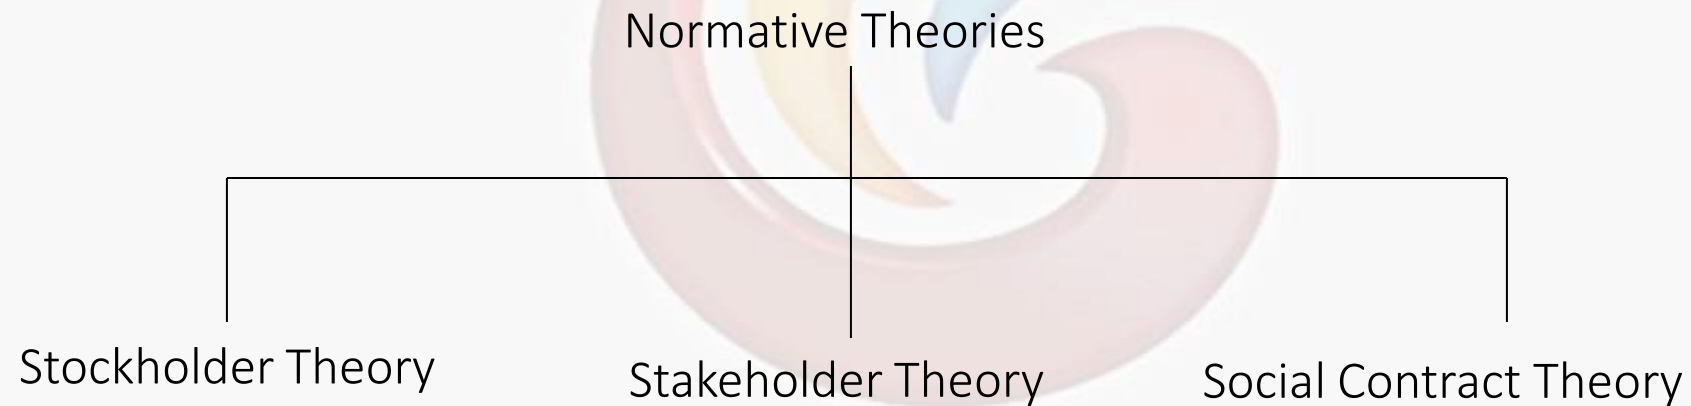 Normative Theories
Stockholder Theory
Stakeholder Theory
Social Contract Theory